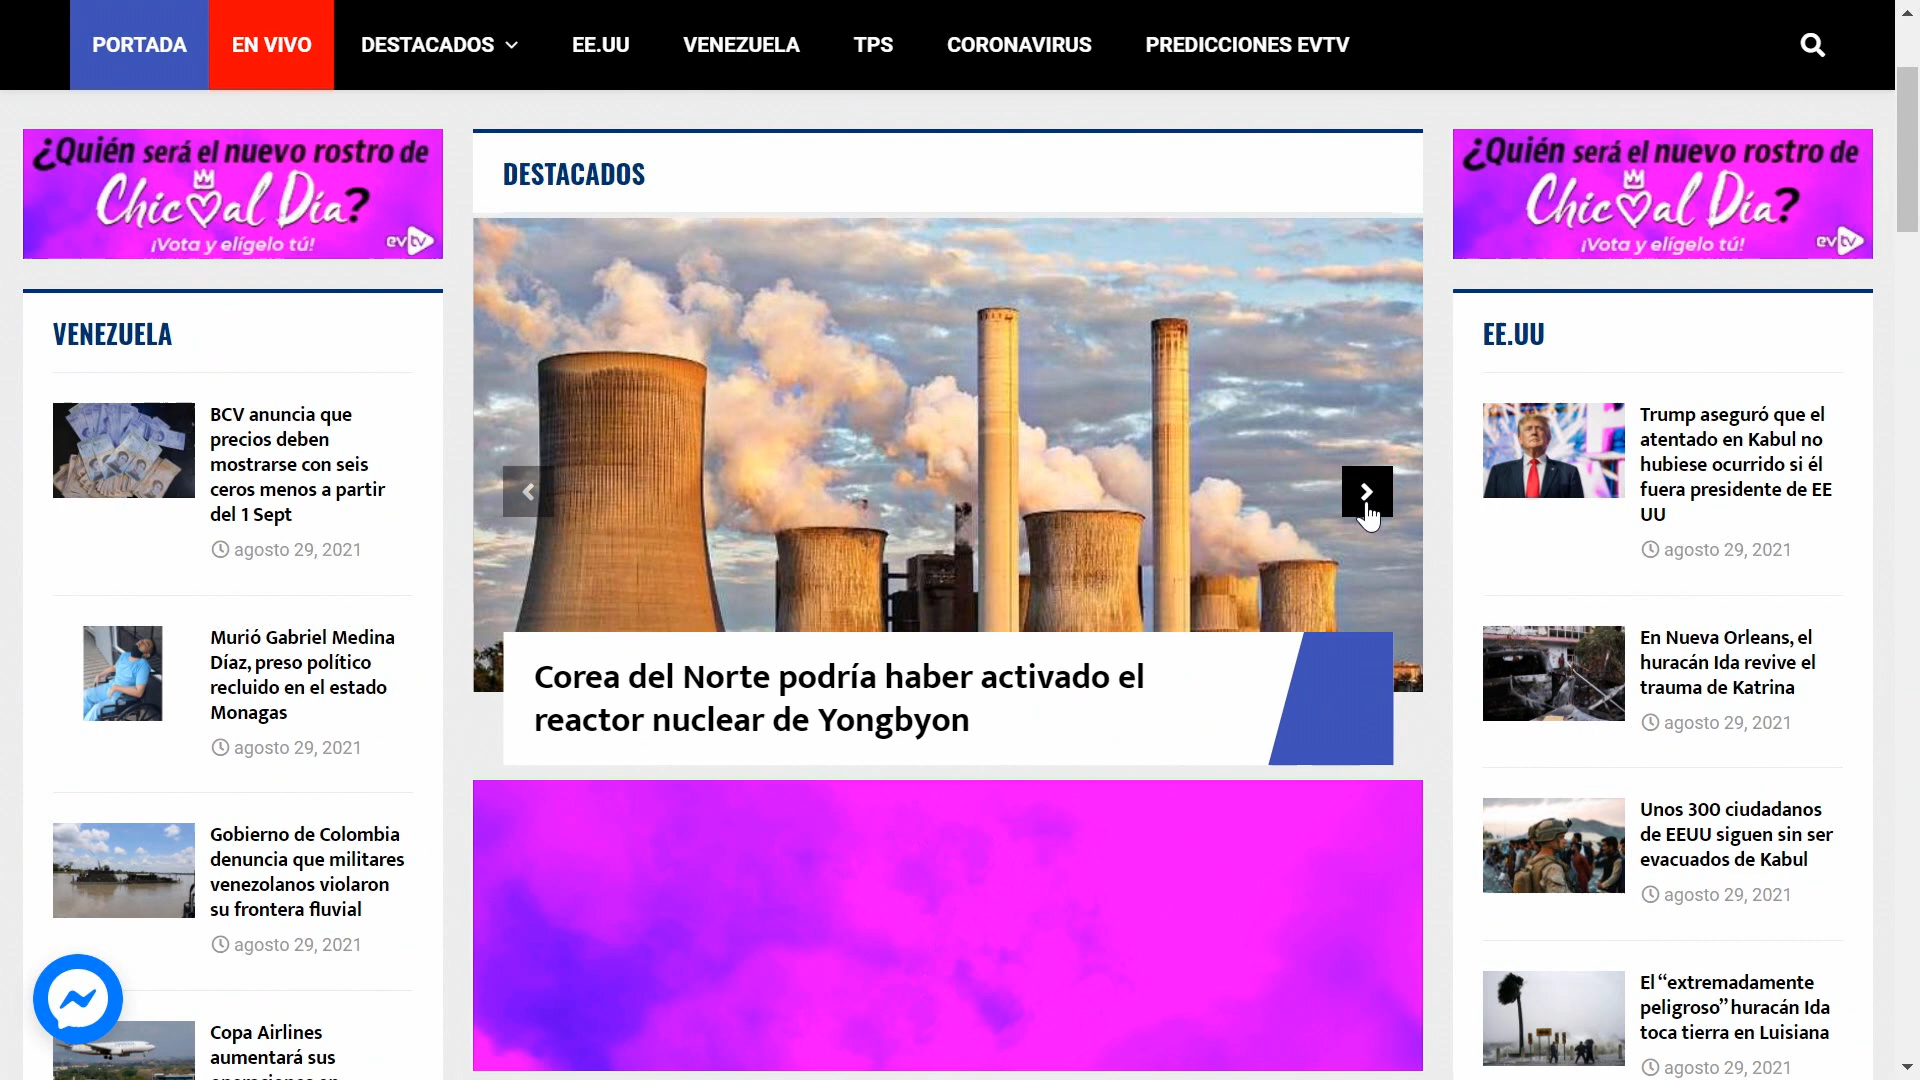 PORTADA
EN VIVO
DESTACADOS
EE.UU
VENEZUELA
TPS
CORONAVIRUS
PREDICCIONES EVTV
¿Quién será el nuevo rostro de
Chic al Día?
¡Vota y elígelo tú!
evtv
VENEZUELA
BCV anuncia que
precios deben
mostrarse con seis
ceros menos a partir
del 1 Sept
agosto 29, 2021
Murió Gabriel Medina
Díaz, preso político
recluido en el estado
Monagas
agosto 29, 2021
Gobierno de Colombia
denuncia que militares
venezolanos violaron
su frontera fluvial
agosto 29, 2021
Copa Airlines
aumentará sus
operaciones en
DESTACADOS
Corea del Norte podría haber activado el
reactor nuclear de Yongbyon
¿Quién será el nuevo rostro de
Chic al Día?
¡Vota y elígelo tú!
evtv
EE.UU
Trump aseguró que el
atentado en Kabul no
hubiese ocurrido si él
fuera presidente de EE
UU
agosto 29, 2021
En Nueva Orleans, el
huracán Ida revive el
trauma de Katrina
agosto 29, 2021
Unos 300 ciudadanos
de EEUU siguen sin ser
evacuados de Kabul
agosto 29, 2021
El “extremadamente
peligroso” huracán Ida
toca tierra en Luisiana
agosto 29, 2021